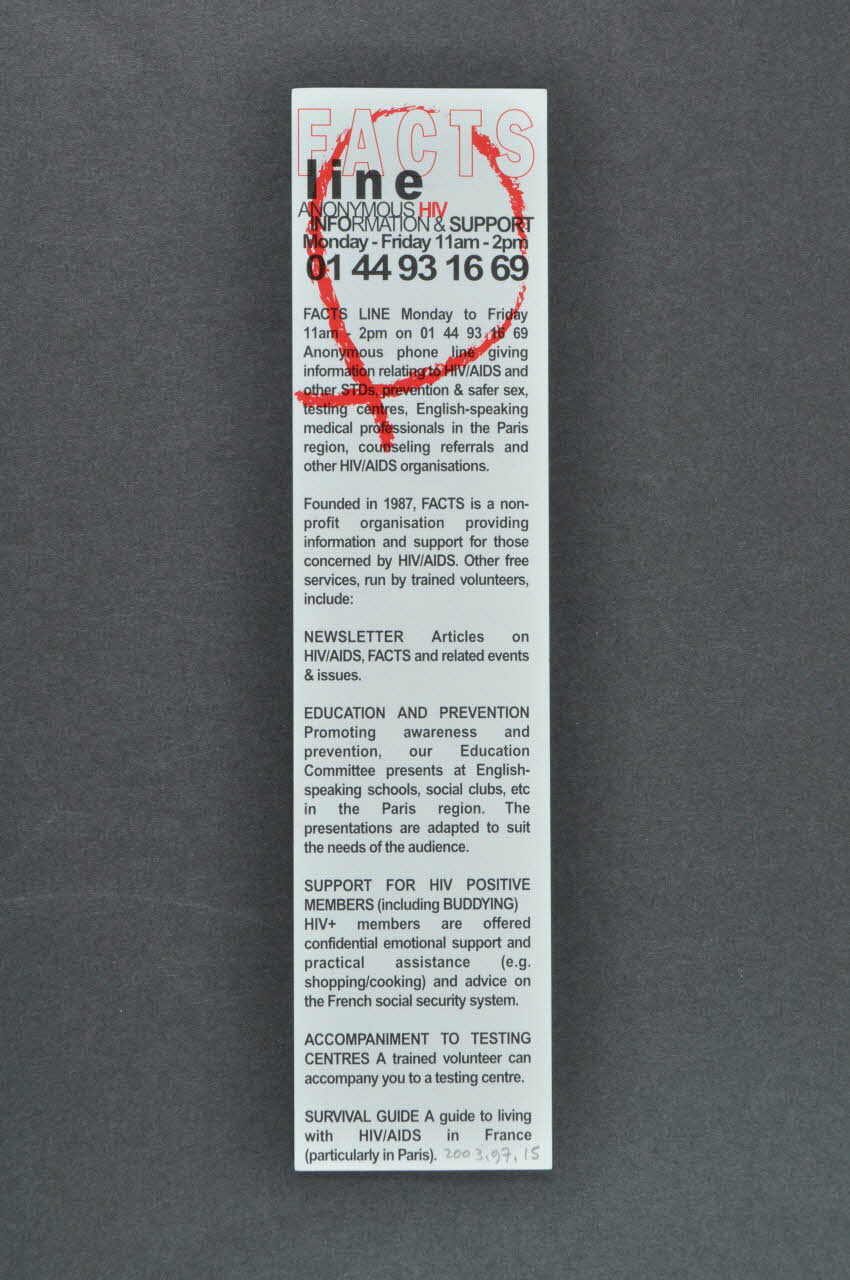 FACTS
line
ANONYMOUS HIV
INFORMATION & SUPPORT
Monday - Friday 11am - 2pm
01 44 93 16 69
FACTS LINE Monday to Friday
11am - 2pm on 01 44 93 16 69
Anonymous phone line giving
information relating to HIV/AIDS and
other STDs, prevention & safer sex,
testing centres, English-speaking
medical professionals in the Paris
region, counseling referrals and
other HIV/AIDS organisations.
Founded in 1987, FACTS is a non-
profit organisation providing
information and support for those
concerned by HIV/AIDS. Other free
services, run by trained volunteers,
include:
NEWSLETTER Articles on
HIV/AIDS, FACTS and related events
& issues.
EDUCATION AND PREVENTION
Promoting awareness and
prevention, our Education
Committee presents at English-
speaking schools, social clubs, etc
in the Paris region. The
presentations are adapted to suit
the needs of the audience.
SUPPORT FOR HIV POSITIVE
MEMBERS (including BUDDYING)
HIV+ members are offered
confidential emotional support and
practical assistance (e.g.
shopping/cooking) and advice on
the French social security system.
ACCOMPANIMENT TO TESTING
CENTRES A trained volunteer can
accompany you to a testing centre.
SURVIVAL GUIDE A guide to living
with HIV/AIDS in France
(particularly in Paris). 2003.97.15